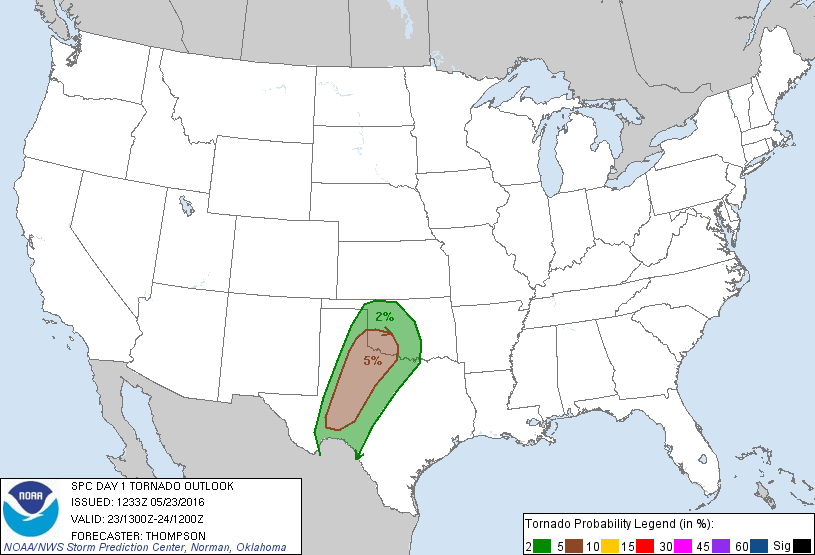 2%
5%
NOAA
SPC DAY 1 TORNADO OUTLOOK
ISSUED: 1233Z 05/23/2016
VALID: 23/1300Z-24/1200Z
FORECASTER: THOMPSON
NOAA/NWS Storm Prediction Center, Norman, Oklahoma
Tornado Probability Legend (in %):
2 5 10 15 30 45 60 Sig